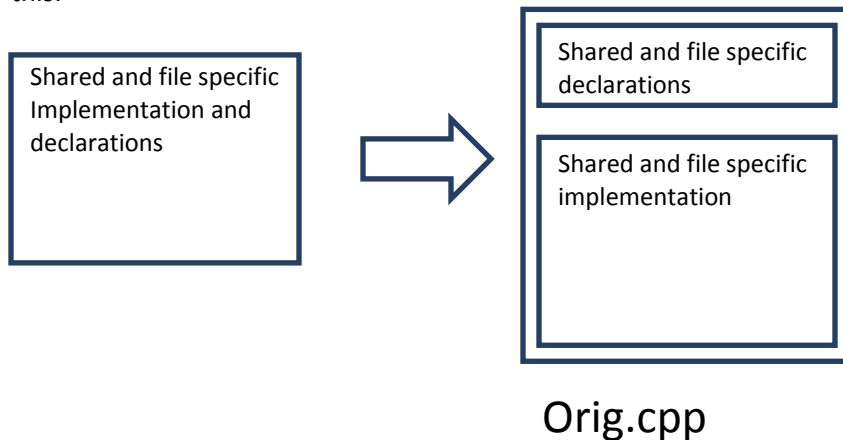 Shared and file specific
Implementation and
declarations
Shared and file specific
declarations
Shared and file specific
implementation
Orig.cpp